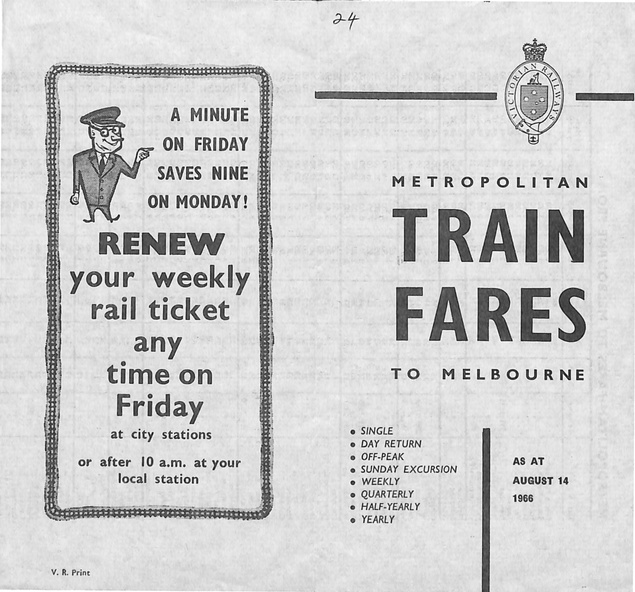 24
A MINUTE
ON FRIDAY
SAVES NINE
ON MONDAY!
RENEW
your weekly
rail ticket
any
time on
Friday
at city stations
or after 10 a.m. at your
local station
V. R. Print
VICTORIAN RAILWAYS
METROPOLITAN
TRAIN
FARES
TO MELBOURNE
• SINGLE
• DAY RETURN
• OFF-PEAK
• SUNDAY EXCURSION
• WEEKLY
• QUARTERLY
• HALF-YEARLY
• YEARLY
AS AT
AUGUST 14
1966